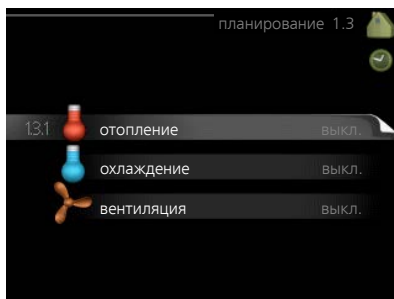 планирование 1.3
1.3.1 отопление выкл.
охлаждение выкл.
вентиляция выкл.